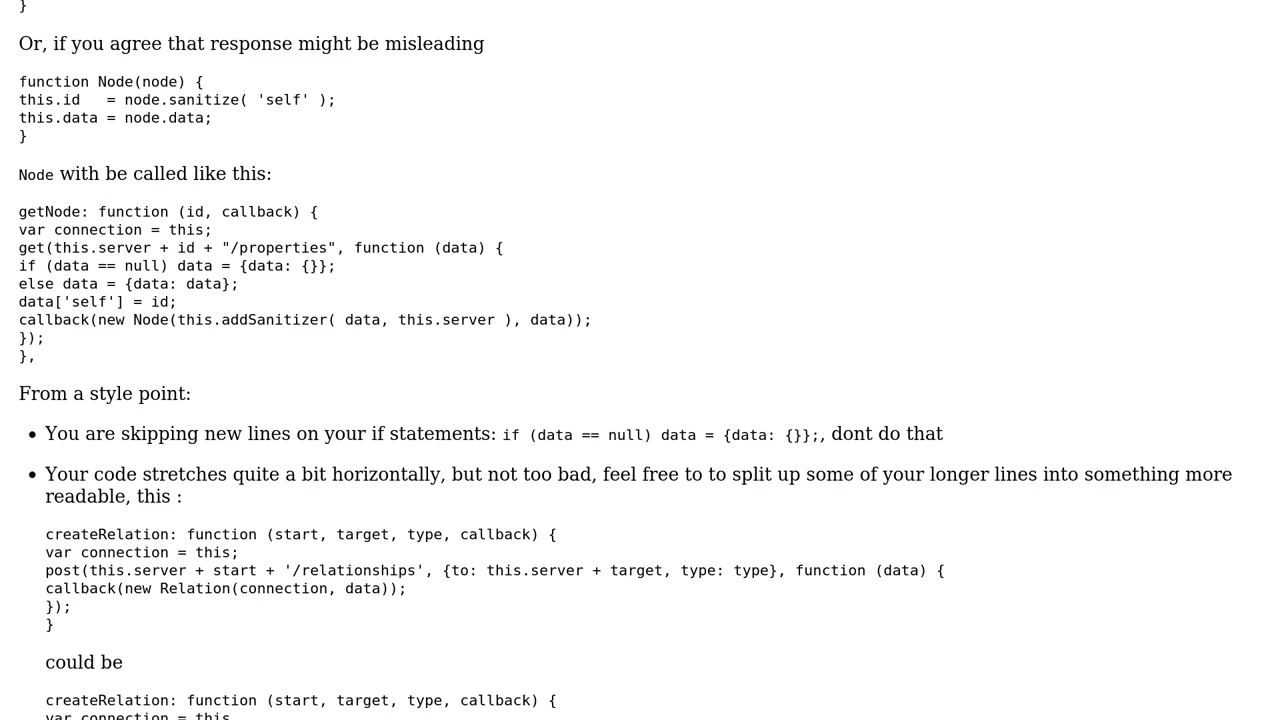 }
Or, if you agree that response might be misleading
function Node(node) {
this.id   = node.sanitize( 'self' );
this.data = node.data;
}
Node with be called like this:
getNode: function (id, callback) {
var connection = this;
get(this.server + id + "/properties", function (data) {
if (data == null) data = {data: {}};
else data = {data: data};
data['self'] = id;
callback(new Node(this.addSanitizer( data, this.server ), data));
});
},
From a style point:
• You are skipping new lines on your if statements: if (data == null) data = {data: {}};, dont do that
• Your code stretches quite a bit horizontally, but not too bad, feel free to to split up some of your longer lines into something more
readable, this :
createRelation: function (start, target, type, callback) {
var connection = this;
post(this.server + start + '/relationships', {to: this.server + target, type: type}, function (data) {
callback(new Relation(connection, data));
});
}
could be
createRelation: function (start, target, type, callback) {
var connection = this